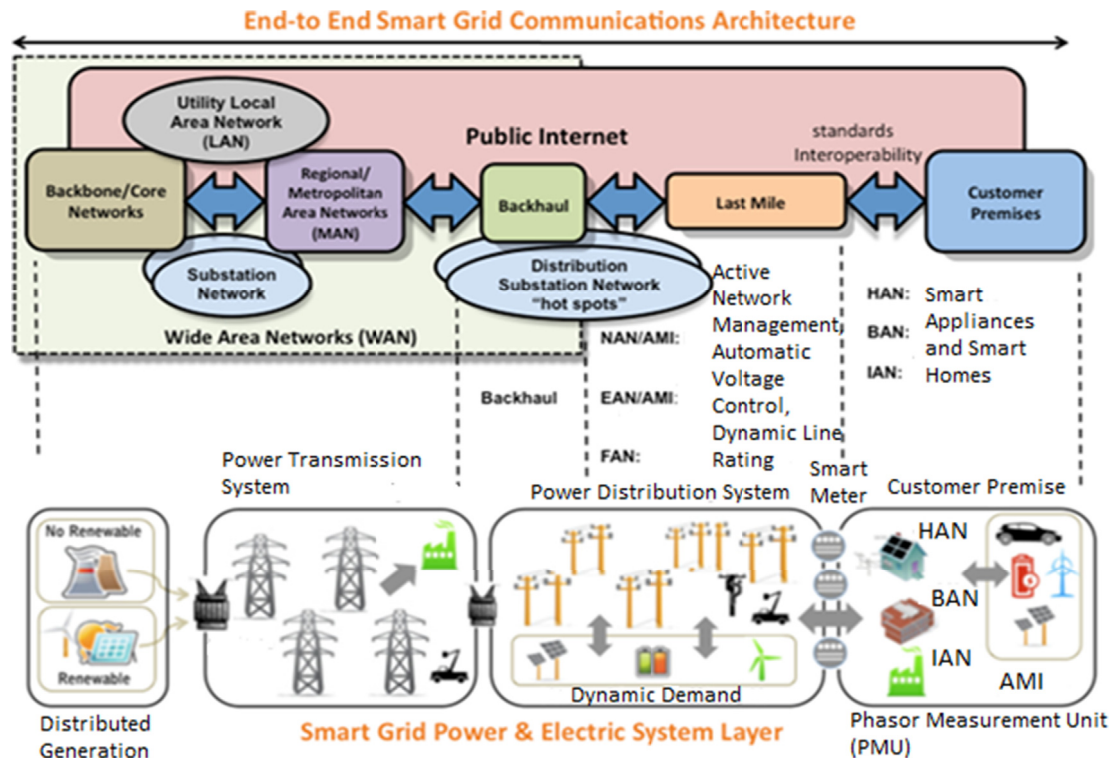 End-to End Smart Grid Communications Architecture
Utility Local
Area Network
(LAN)
Public Internet
standards
Interoperability
Backbone/Core
Networks
Regional/
Metropolitan
Area Networks
(MAN)
Backhaul
Last Mile
Customer
Premises
Substation
Network
Distribution
Substation Network
“hot spots”
Wide Area Networks (WAN)
Backhaul
NAN/AMI:
EAN/AMI:
FAN:
Active
Network
Management,
Automatic
Voltage
Control,
Dynamic Line
Rating
HAN:
BAN:
IAN:
Smart
Appliances
and Smart
Homes
Power Transmission
System
Power Distribution System
Smart
Meter
Customer Premise
No Renewable
Renewable
Dynamic Demand
HAN
BAN
IAN
AMI
Distributed
Generation
Smart Grid Power & Electric System Layer
Phasor Measurement Unit
(PMU)